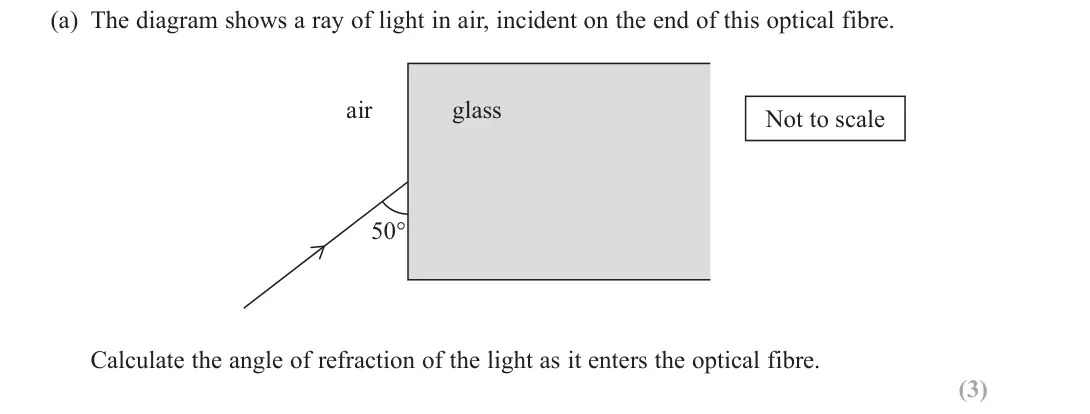 (a) The diagram shows a ray of light in air, incident on the end of this optical fibre.
air
glass
Not to scale
50°
Calculate the angle of refraction of the light as it enters the optical fibre.
(3)